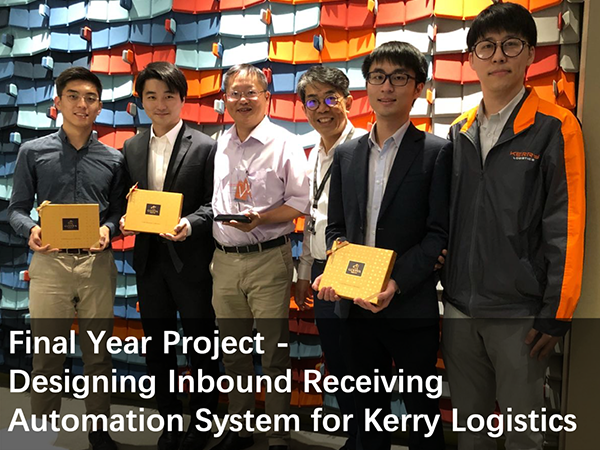 KERRY
LOGISTICS
Final Year Project -
Designing Inbound Receiving
Automation System for Kerry Logistics